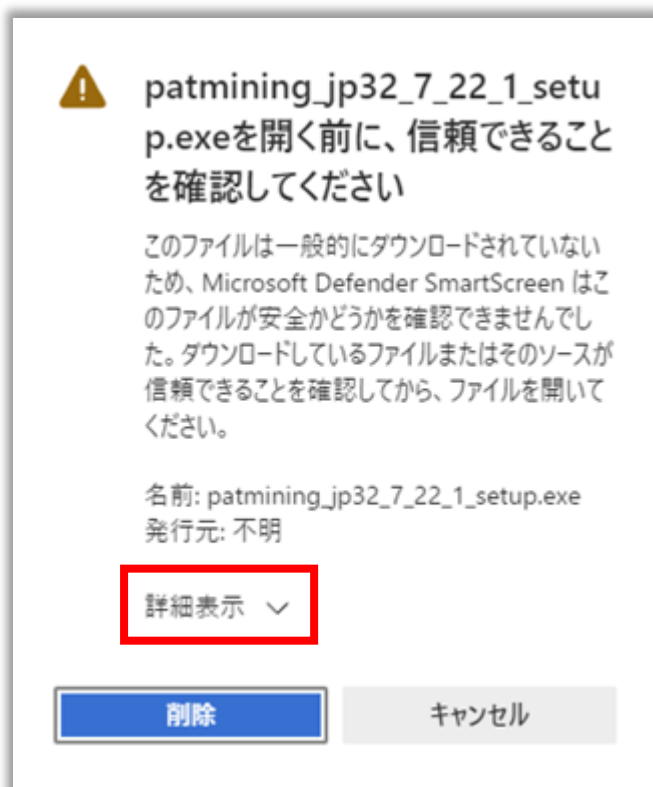 patmining_jp32_7_22_1_setu
p.exeを開く前に、信頼できること
を確認してください
このファイルは一般的にダウンロードされていない
ため、Microsoft Defender SmartScreen はこ
のファイルが安全かどうかを確認できませんでし
た。ダウンロードしているファイルまたはそのソースが
信頼できることを確認してから、ファイルを開いて
ください。
名前: patmining_jp32_7_22_1_setup.exe
発行元: 不明
詳細表示
削除
キャンセル